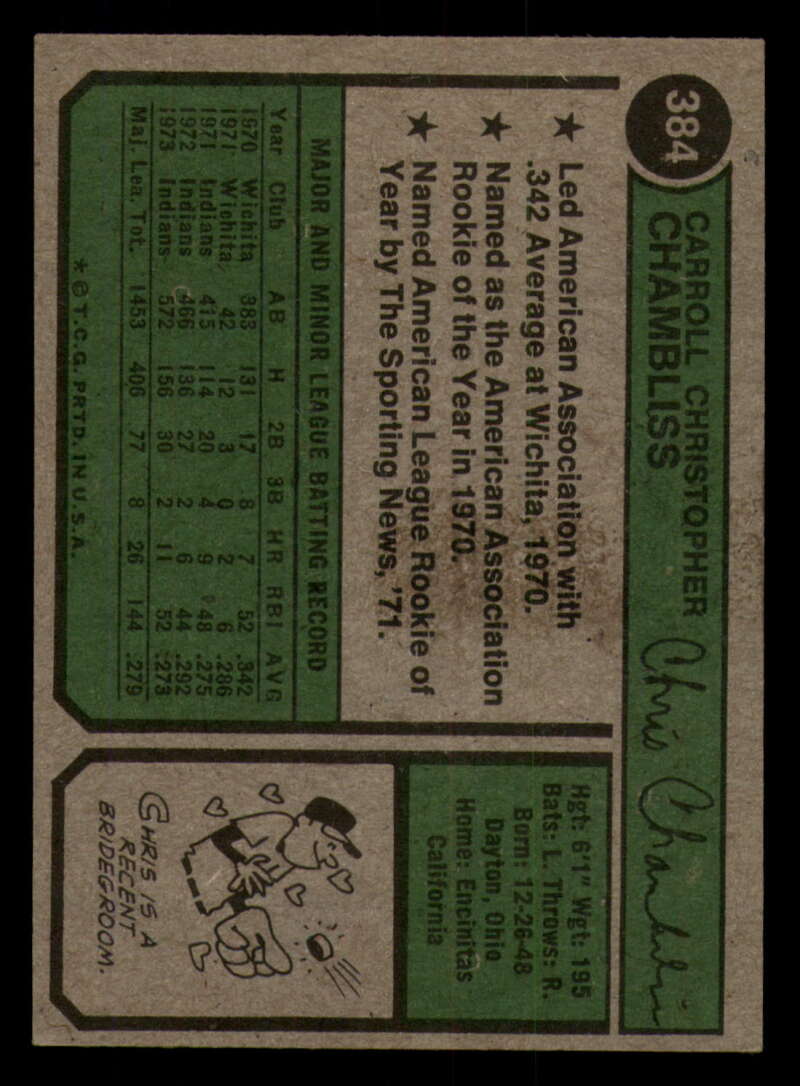 384
CARROLL CHRISTOPHER
CHAMBLISS
Chris Chambliss
★ Led American Association with
.342 Average at Wichita, 1970.
★ Named as the American Association
Rookie of the Year in 1970.
★ Named American League Rookie of
Year by The Sporting News, '71.
Hgt: 6'1" Wgt: 195
Bats: L. Throws: R.
Born: 12-26-48
Dayton, Ohio
Home: Encinitas
California
MAJOR AND MINOR LEAGUE BATTING RECORD
Year Club AB H 2B 3B HR RBI AVG
1970 Wichita 383 131 17 8 7 52 .342
1971 Wichita 42 12 3 0 2 6 .286
1971 Indians 415 114 20 4 9 48 .275
1972 Indians 466 136 27 2 6 44 .292
1973 Indians 572 156 30 2 11 52 .273
Maj. Lea. Tot. 1453 406 77 8 26 144 .279
* © T.C.G. PRTD. IN U.S.A.
CHRIS IS A
RECENT
BRIDEGROOM.